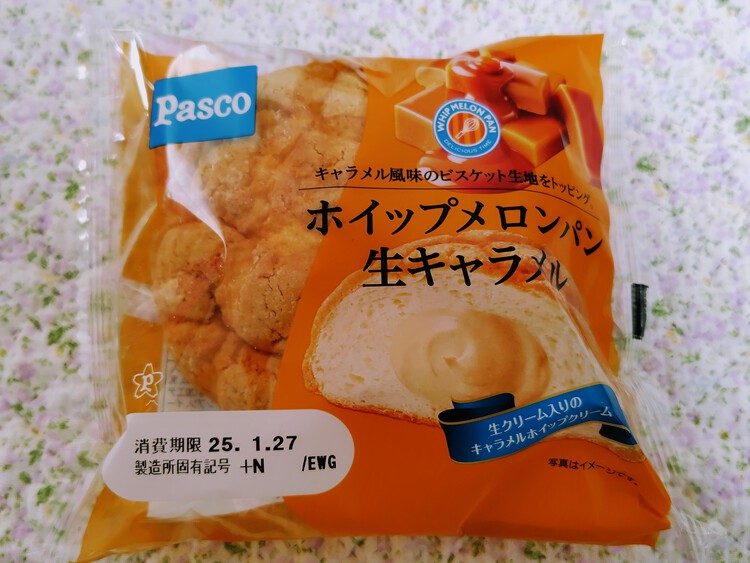 Pasco
WHIP MELON PAN
DELICIOUS TIME
キャラメル風味のビスケット生地をトッピング。
ホイップメロンパン
生キャラメル
生クリーム入りの
キャラメルホイップクリーム
写真はイメージです。
P
消費期限 25. 1.27
製造所固有記号 +N /EWG